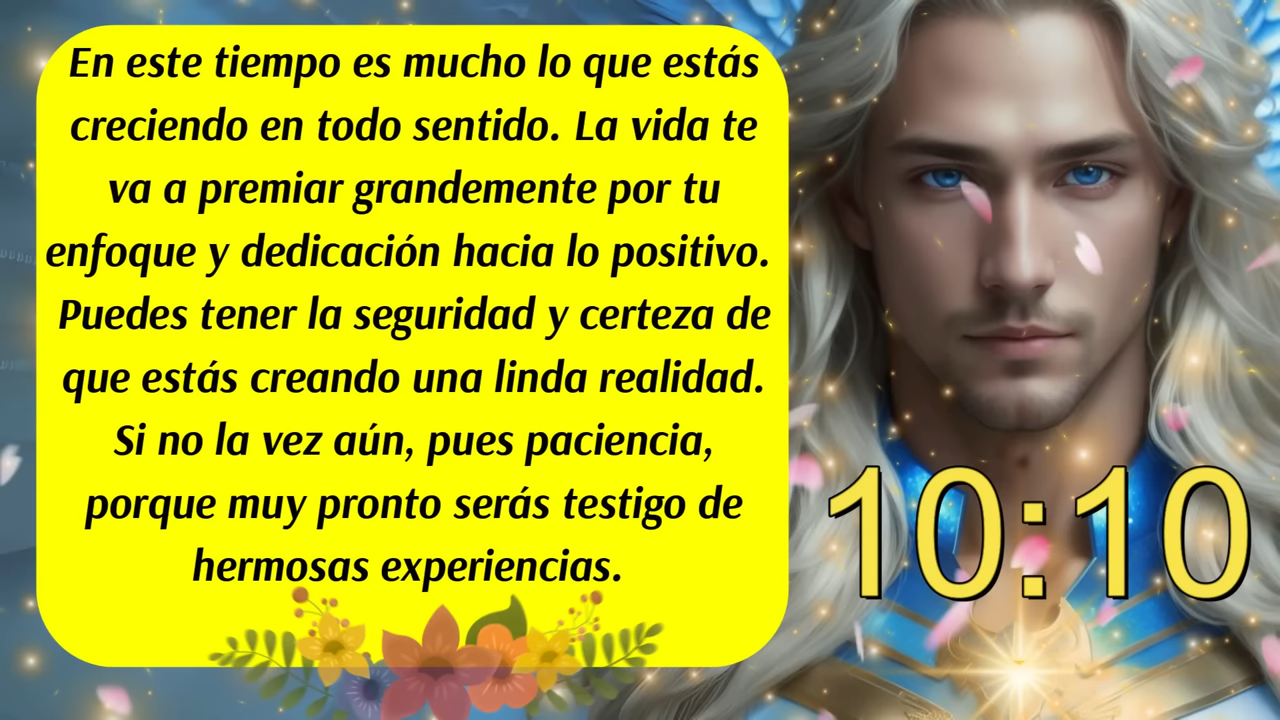 En este tiempo es mucho lo que estás
creciendo en todo sentido. La vida te
va a premiar grandemente por tu
enfoque y dedicación hacia lo positivo.
Puedes tener la seguridad y certeza de
que estás creando una linda realidad.
Si no la vez aún, pues paciencia,
porque muy pronto serás testigo de
hermosas experiencias.
10:10